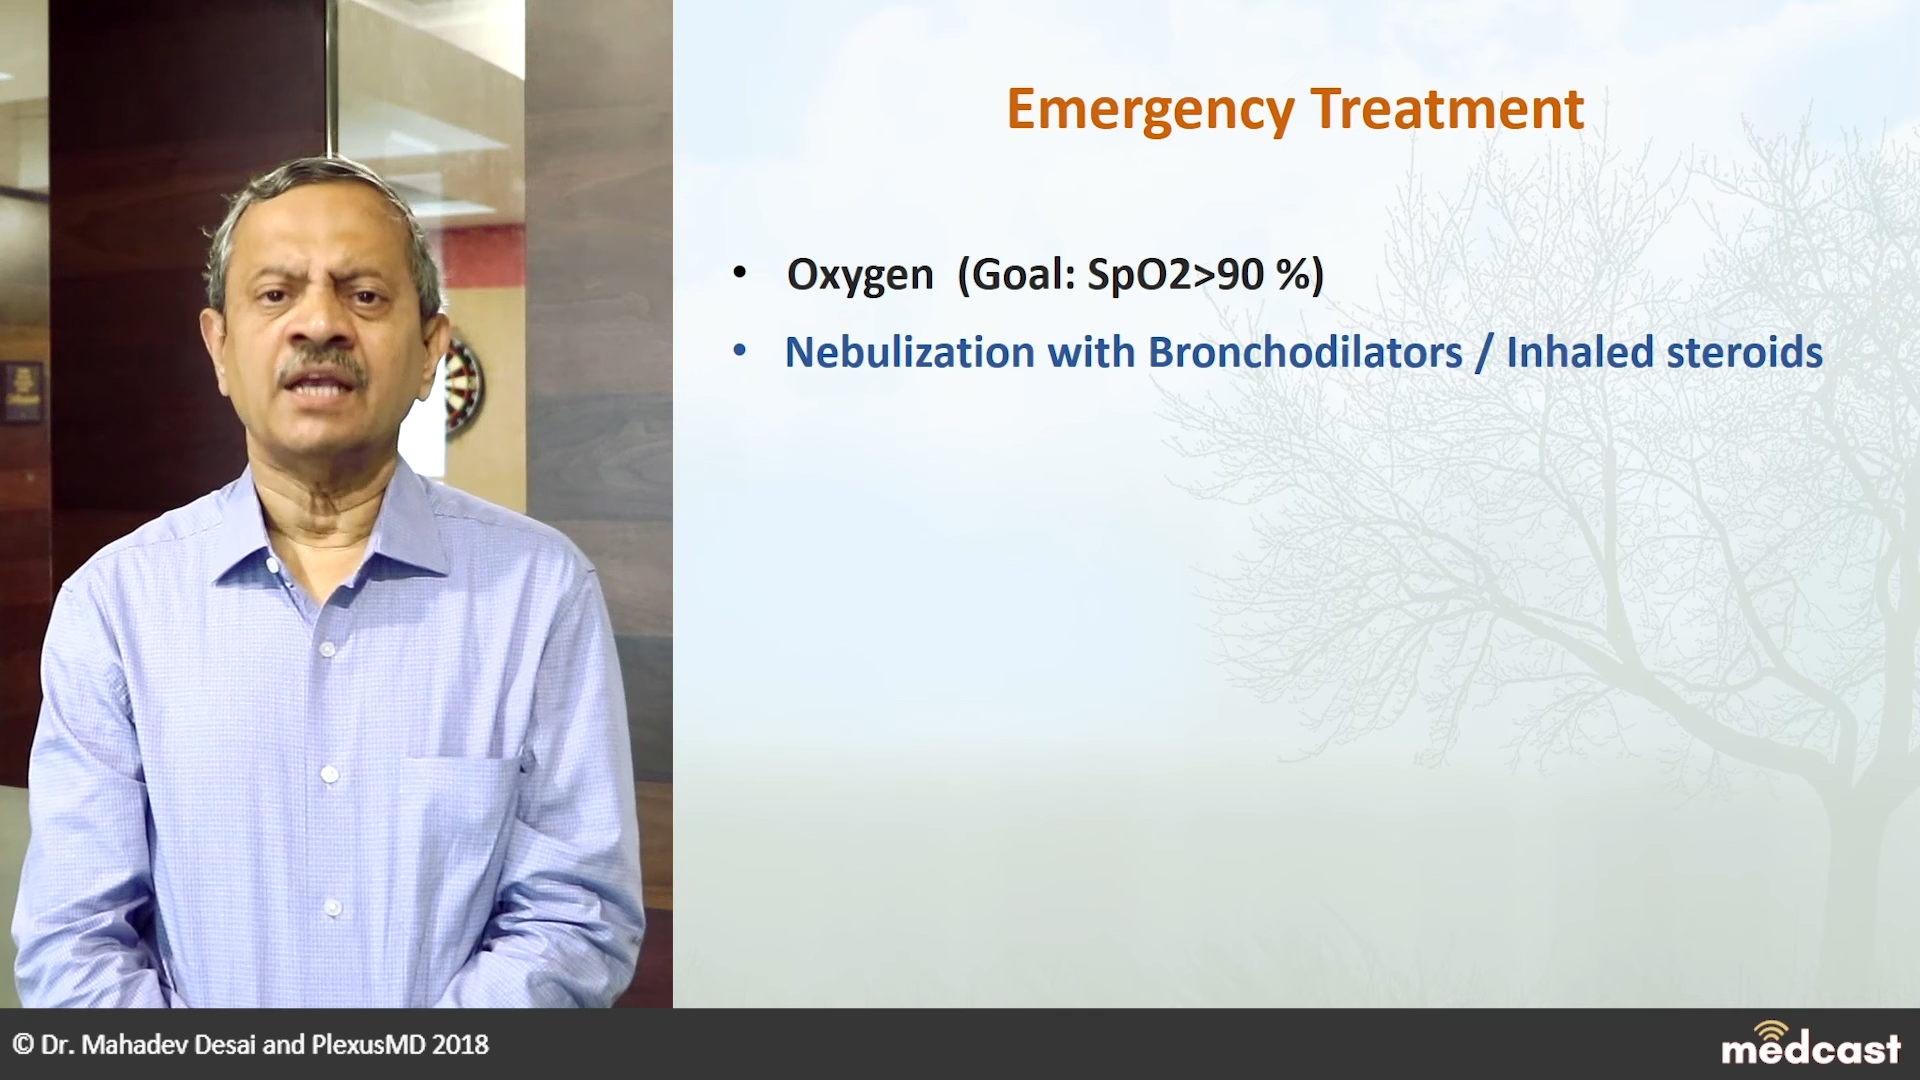 Emergency Treatment
• Oxygen (Goal: SpO2>90 %)
• Nebulization with Bronchodilators / Inhaled steroids
© Dr. Mahadev Desai and PlexusMD 2018
medcast